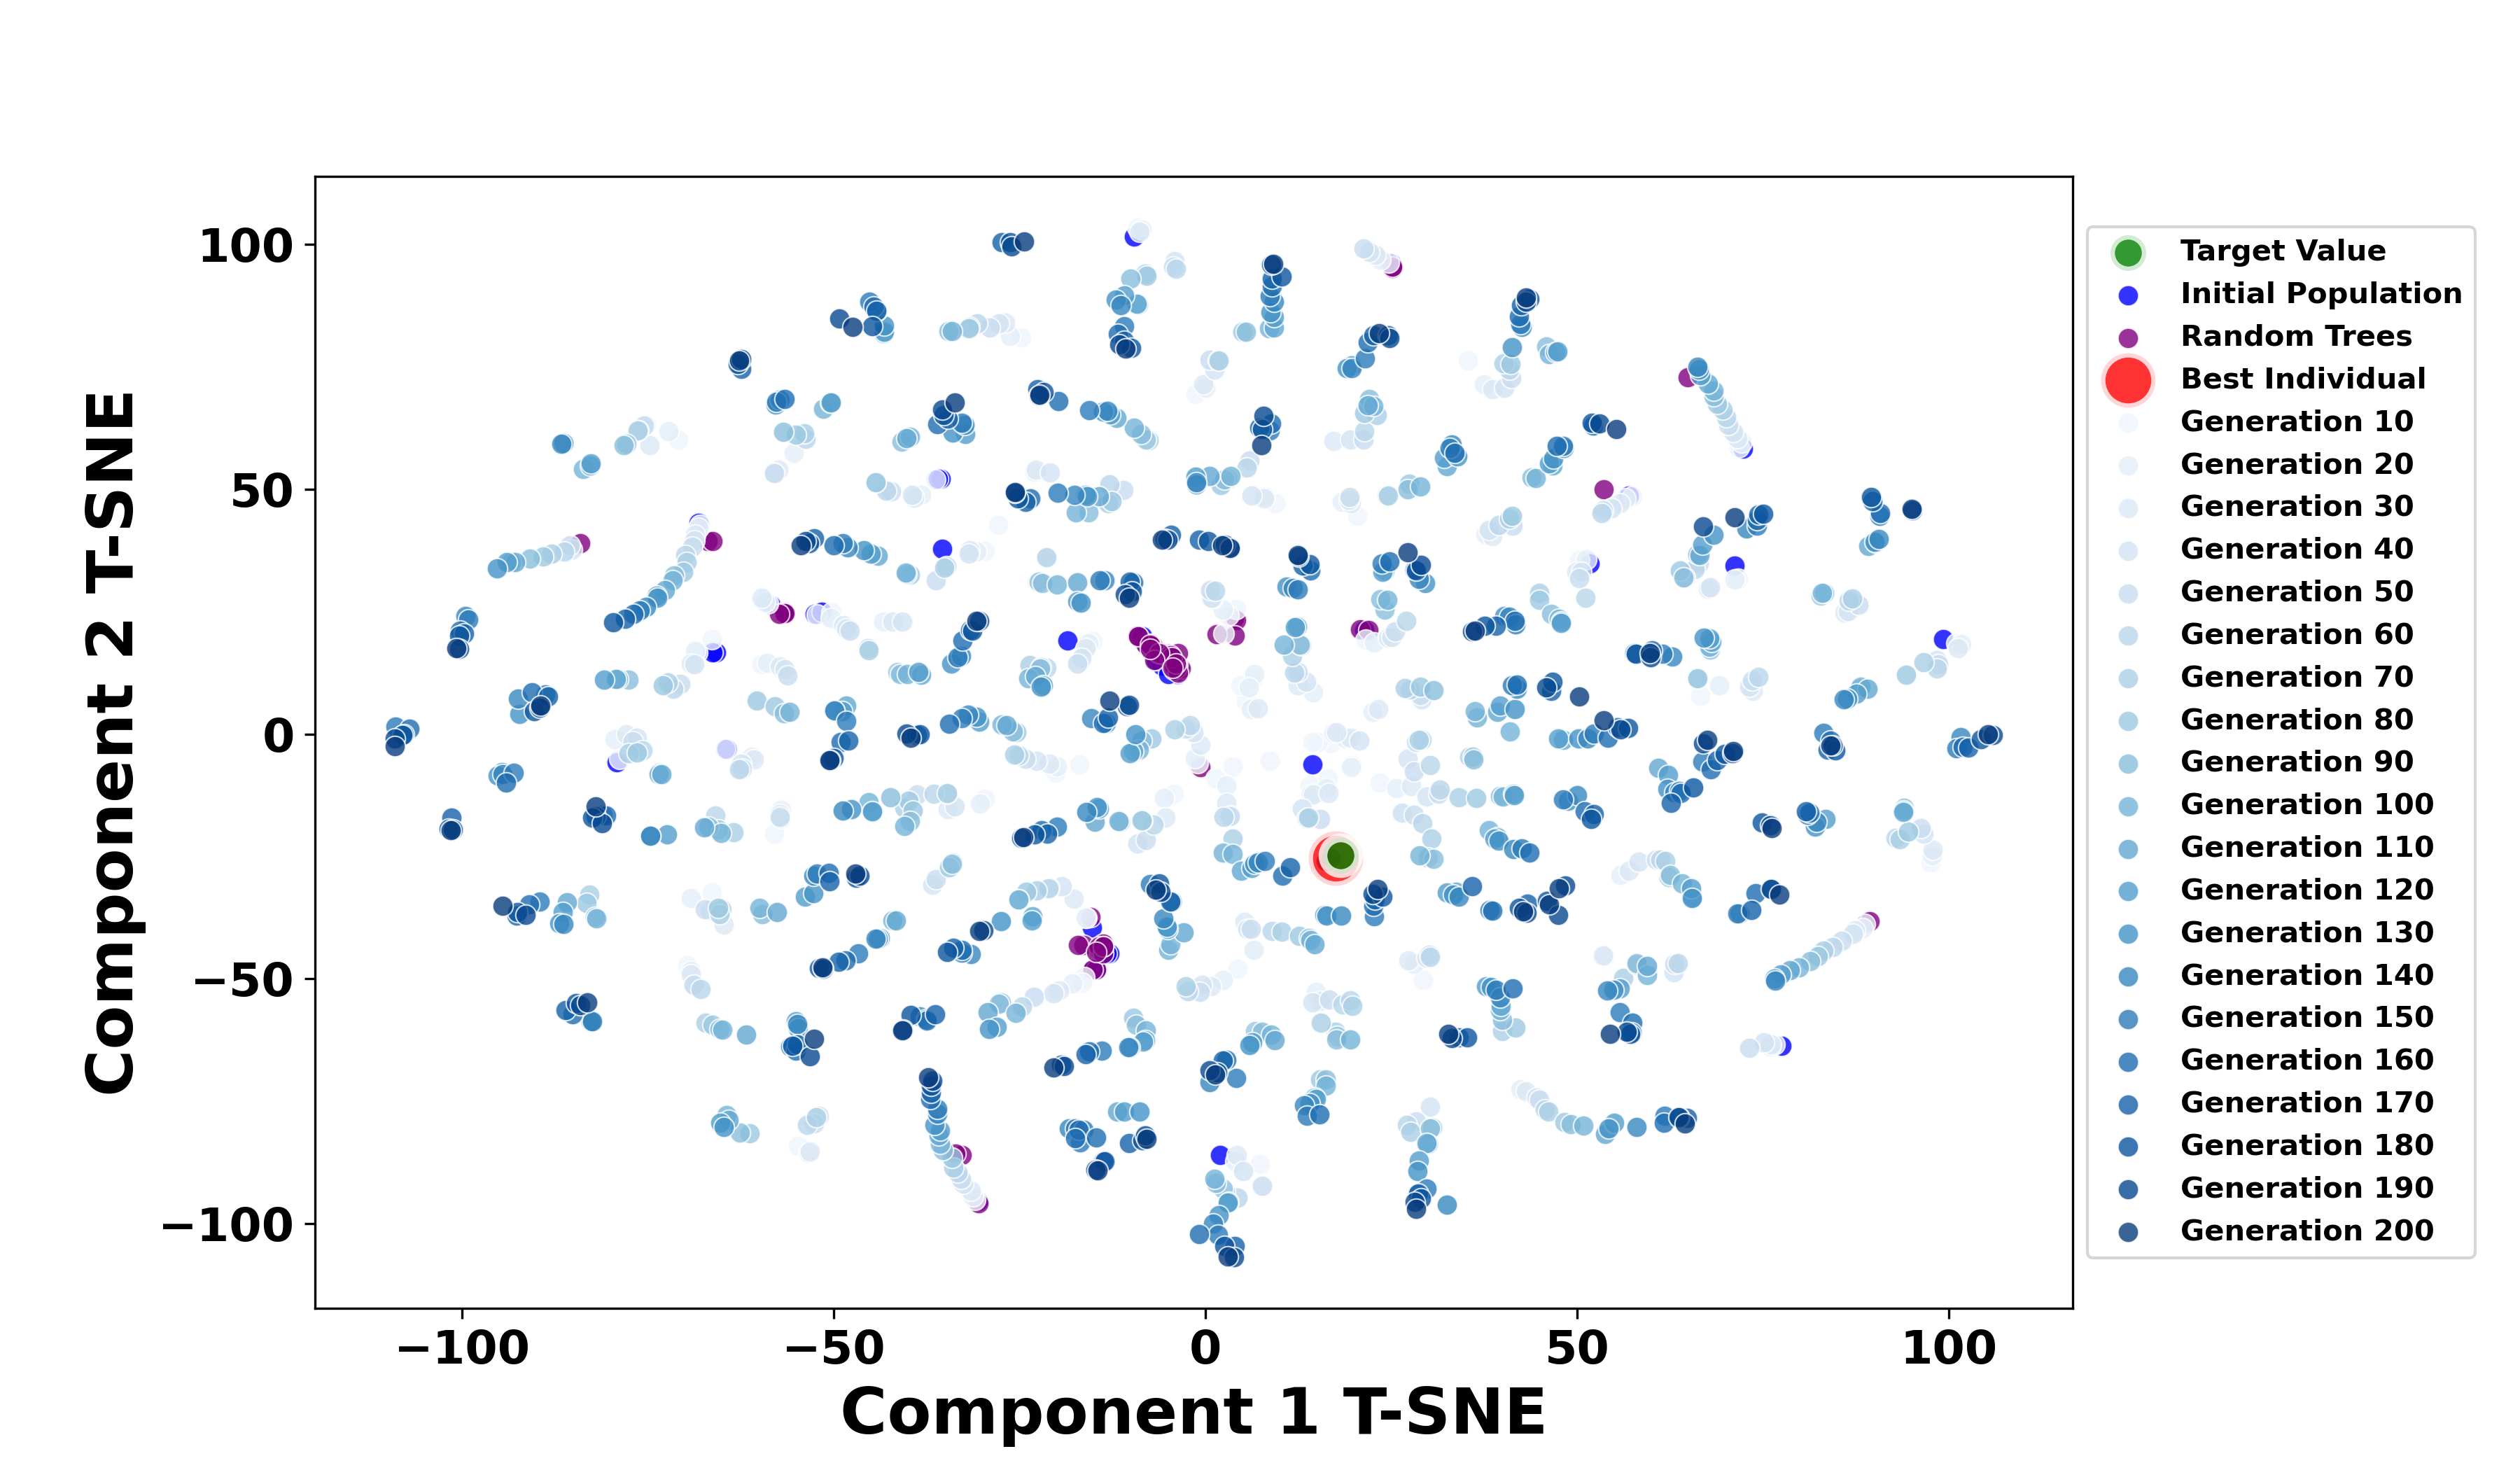 100
50
0
−50
−100
Component 2 T-SNE
−100
−50
0
50
100
Component 1 T-SNE
Target Value
Initial Population
Random Trees
Best Individual
Generation 10
Generation 20
Generation 30
Generation 40
Generation 50
Generation 60
Generation 70
Generation 80
Generation 90
Generation 100
Generation 110
Generation 120
Generation 130
Generation 140
Generation 150
Generation 160
Generation 170
Generation 180
Generation 190
Generation 200